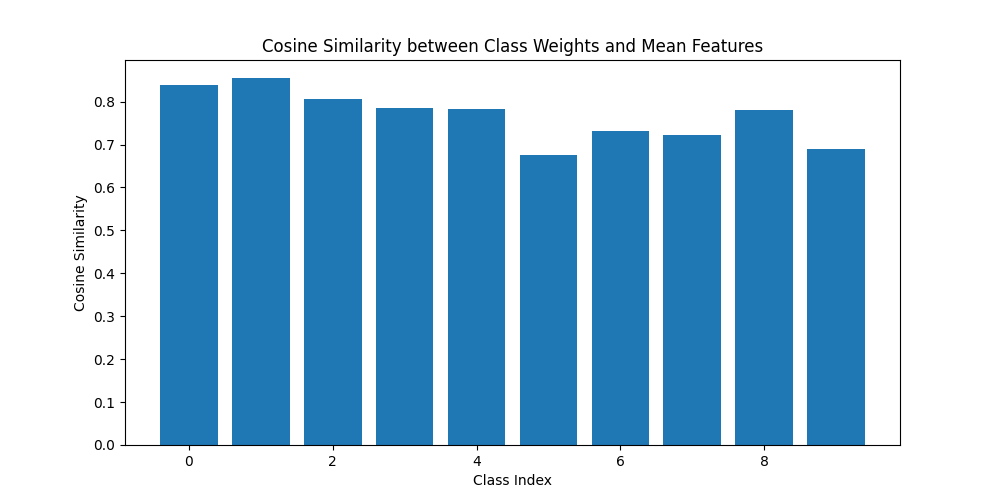 Cosine Similarity between Class Weights and Mean Features
0.8
0.7
0.6
0.5
0.4
0.3
0.2
0.1
0.0
Cosine Similarity
0 2 4 6 8
Class Index